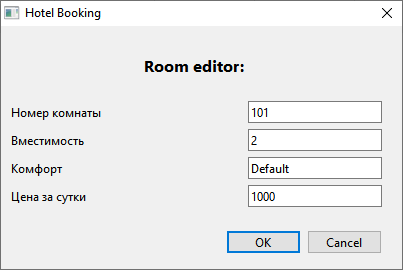 Hotel Booking
Room editor:
Номер комнаты 101
Вместимость 2
Комфорт Default
Цена за сутки 1000
OK Cancel